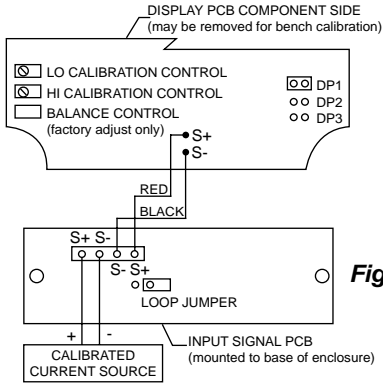 DISPLAY PCB COMPONENT SIDE
(may be removed for bench calibration)
LO CALIBRATION CONTROL
HI CALIBRATION CONTROL
BALANCE CONTROL
(factory adjust only)
DP1
DP2
DP3
S+
S-
RED
BLACK
S+ S-
S- S+
LOOP JUMPER
Fig
+ -
CALIBRATED
CURRENT SOURCE
INPUT SIGNAL PCB
(mounted to base of enclosure)